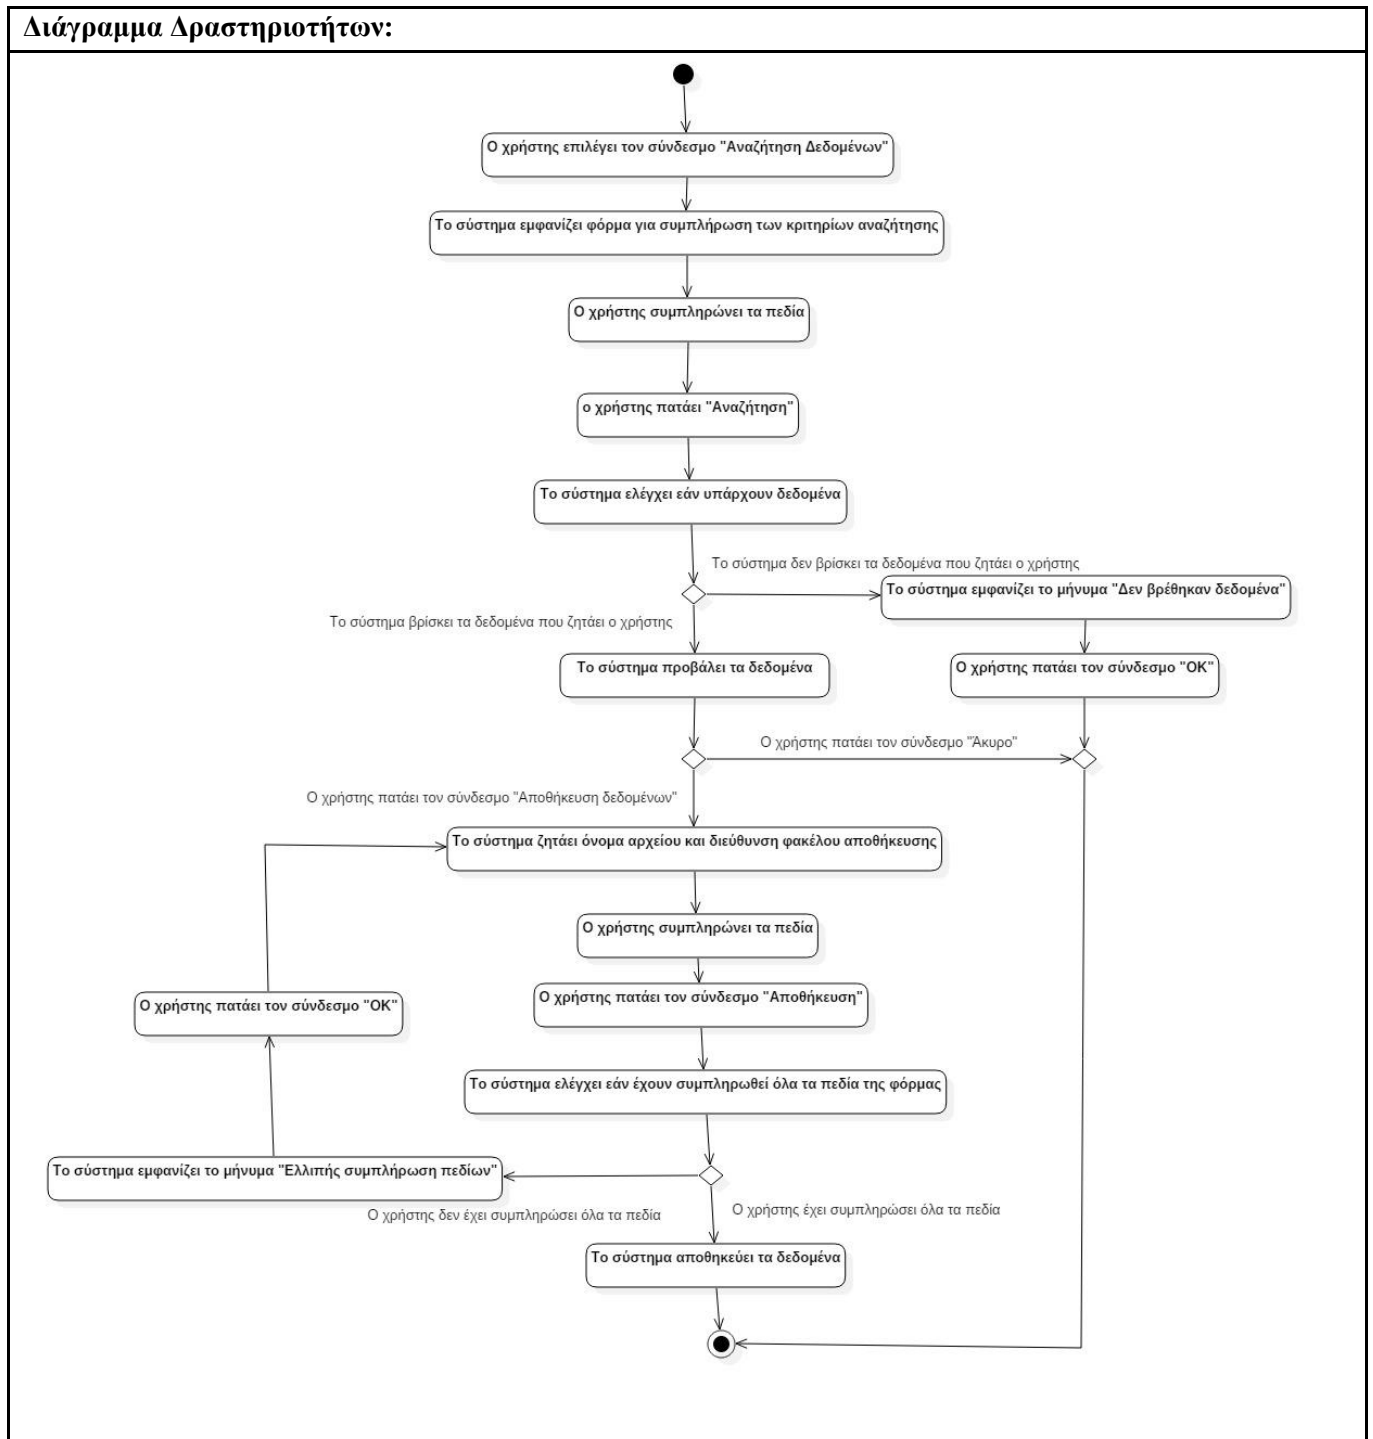 Διάγραμμα Δραστηριοτήτων:
Ο χρήστης επιλέγει τον σύνδεσμο "Αναζήτηση Δεδομένων"
Το σύστημα εμφανίζει φόρμα για συμπλήρωση των κριτηρίων αναζήτησης
Ο χρήστης συμπληρώνει τα πεδία
ο χρήστης πατάει "Αναζήτηση"
Το σύστημα ελέγχει εάν υπάρχουν δεδομένα
Το σύστημα δεν βρίσκει τα δεδομένα που ζητάει ο χρήστης
Το σύστημα εμφανίζει το μήνυμα "Δεν βρέθηκαν δεδομένα"
Το σύστημα βρίσκει τα δεδομένα που ζητάει ο χρήστης
Το σύστημα προβάλει τα δεδομένα
Ο χρήστης πατάει τον σύνδεσμο "ΟΚ"
Ο χρήστης πατάει τον σύνδεσμο "Άκυρο"
Ο χρήστης πατάει τον σύνδεσμο "Αποθήκευση δεδομένων"
Το σύστημα ζητάει όνομα αρχείου και διεύθυνση φακέλου αποθήκευσης
Ο χρήστης συμπληρώνει τα πεδία
Ο χρήστης πατάει τον σύνδεσμο "Αποθήκευση"
Ο χρήστης πατάει τον σύνδεσμο "ΟΚ"
Το σύστημα ελέγχει εάν έχουν συμπληρωθεί όλα τα πεδία της φόρμας
Το σύστημα εμφανίζει το μήνυμα "Ελλιπής συμπλήρωση πεδίων"
Ο χρήστης δεν έχει συμπληρώσει όλα τα πεδία
Ο χρήστης έχει συμπληρώσει όλα τα πεδία
Το σύστημα αποθηκεύει τα δεδομένα